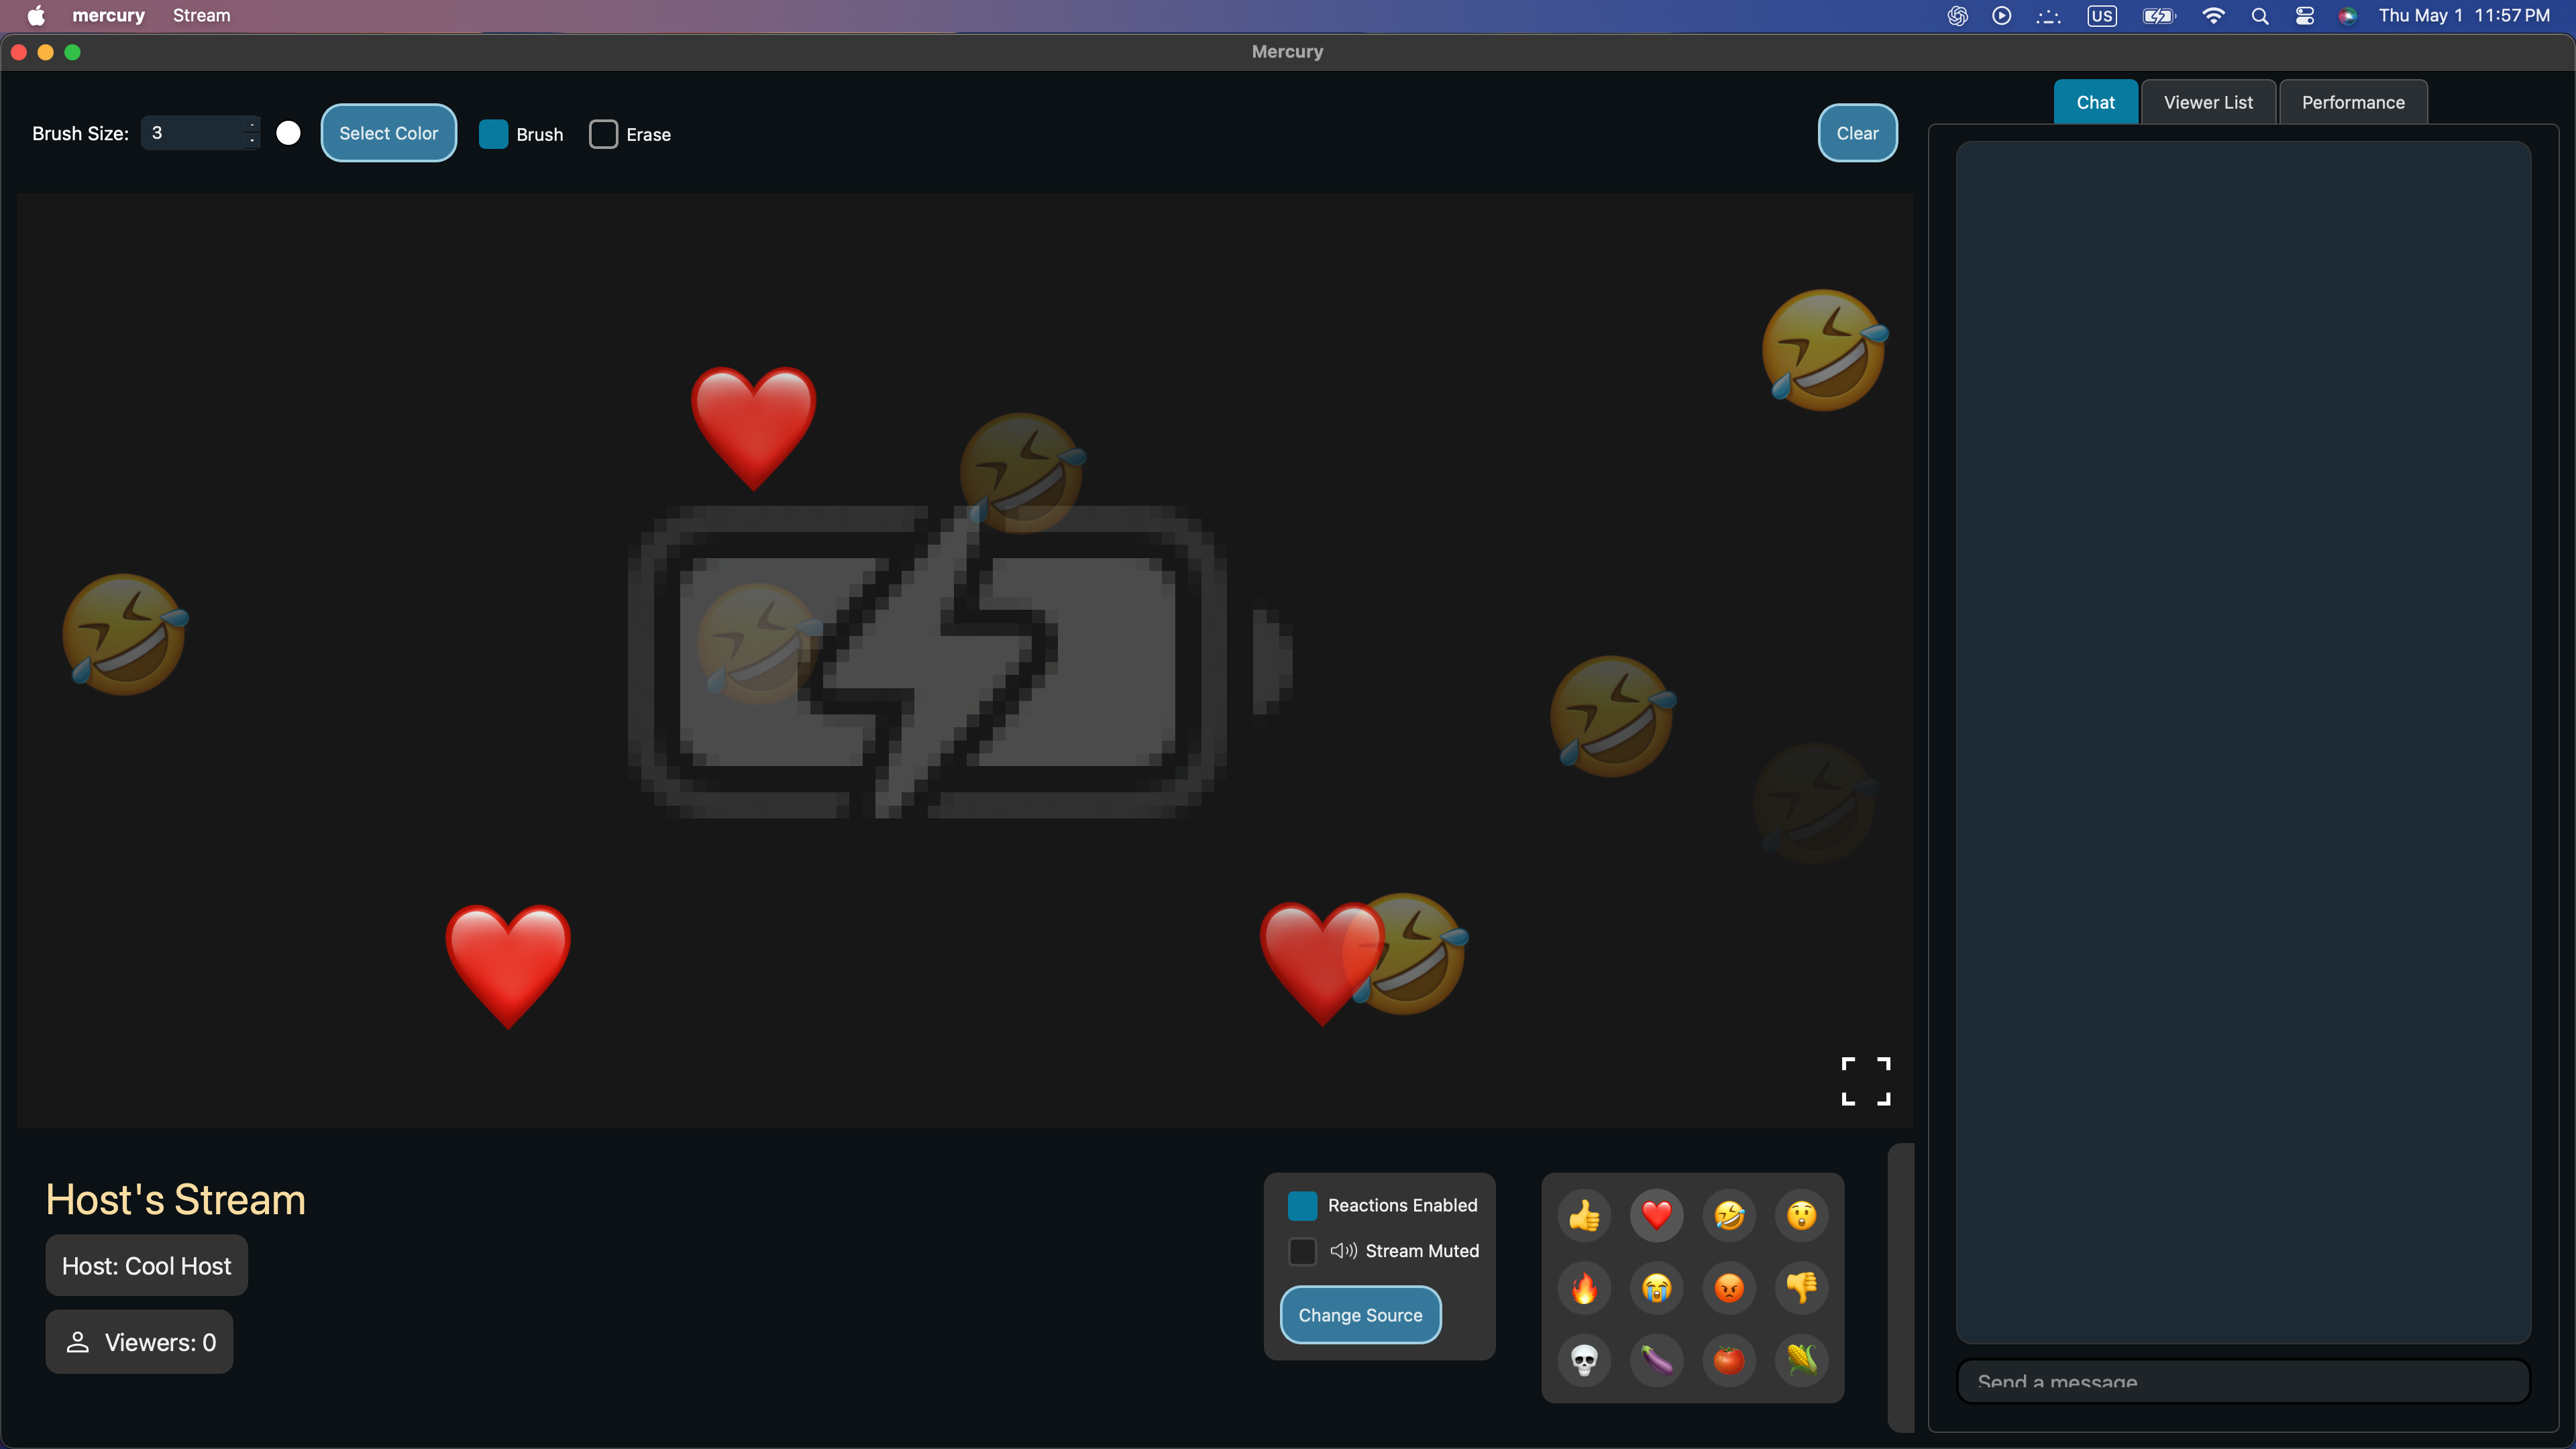 mercury Stream US Thu May 1 11:57 PM
Mercury
Brush Size: 3 Select Color Brush Erase Clear
Chat Viewer List Performance
Host's Stream
Host: Cool Host
Viewers: 0
Reactions Enabled
Stream Muted
Change Source
Send a message